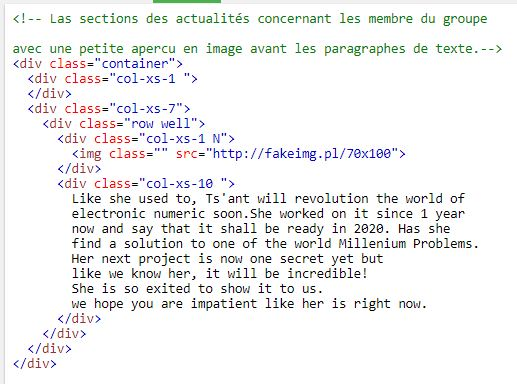 <!-- Las sections des actualités concernant les membre du groupe
avec une petite apercu en image avant les paragraphes de texte.-->
<div class="container">
<div class="col-xs-1 ">
</div>
<div class="col-xs-7">
<div class="row well">
<div class="col-xs-1 N">
<img class="" src="http://fakeimg.pl/70x100">
</div>
<div class="col-xs-10 ">
Like she used to, Ts'ant will revolution the world of
electronic numeric soon.She worked on it since 1 year
now and say that it shall be ready in 2020. Has she
find a solution to one of the world Millenium Problems.
Her next project is now one secret yet but
like we know her, it will be incredible!
She is so exited to show it to us.
we hope you are impatient like her is right now.
</div>
</div>
</div>
</div>